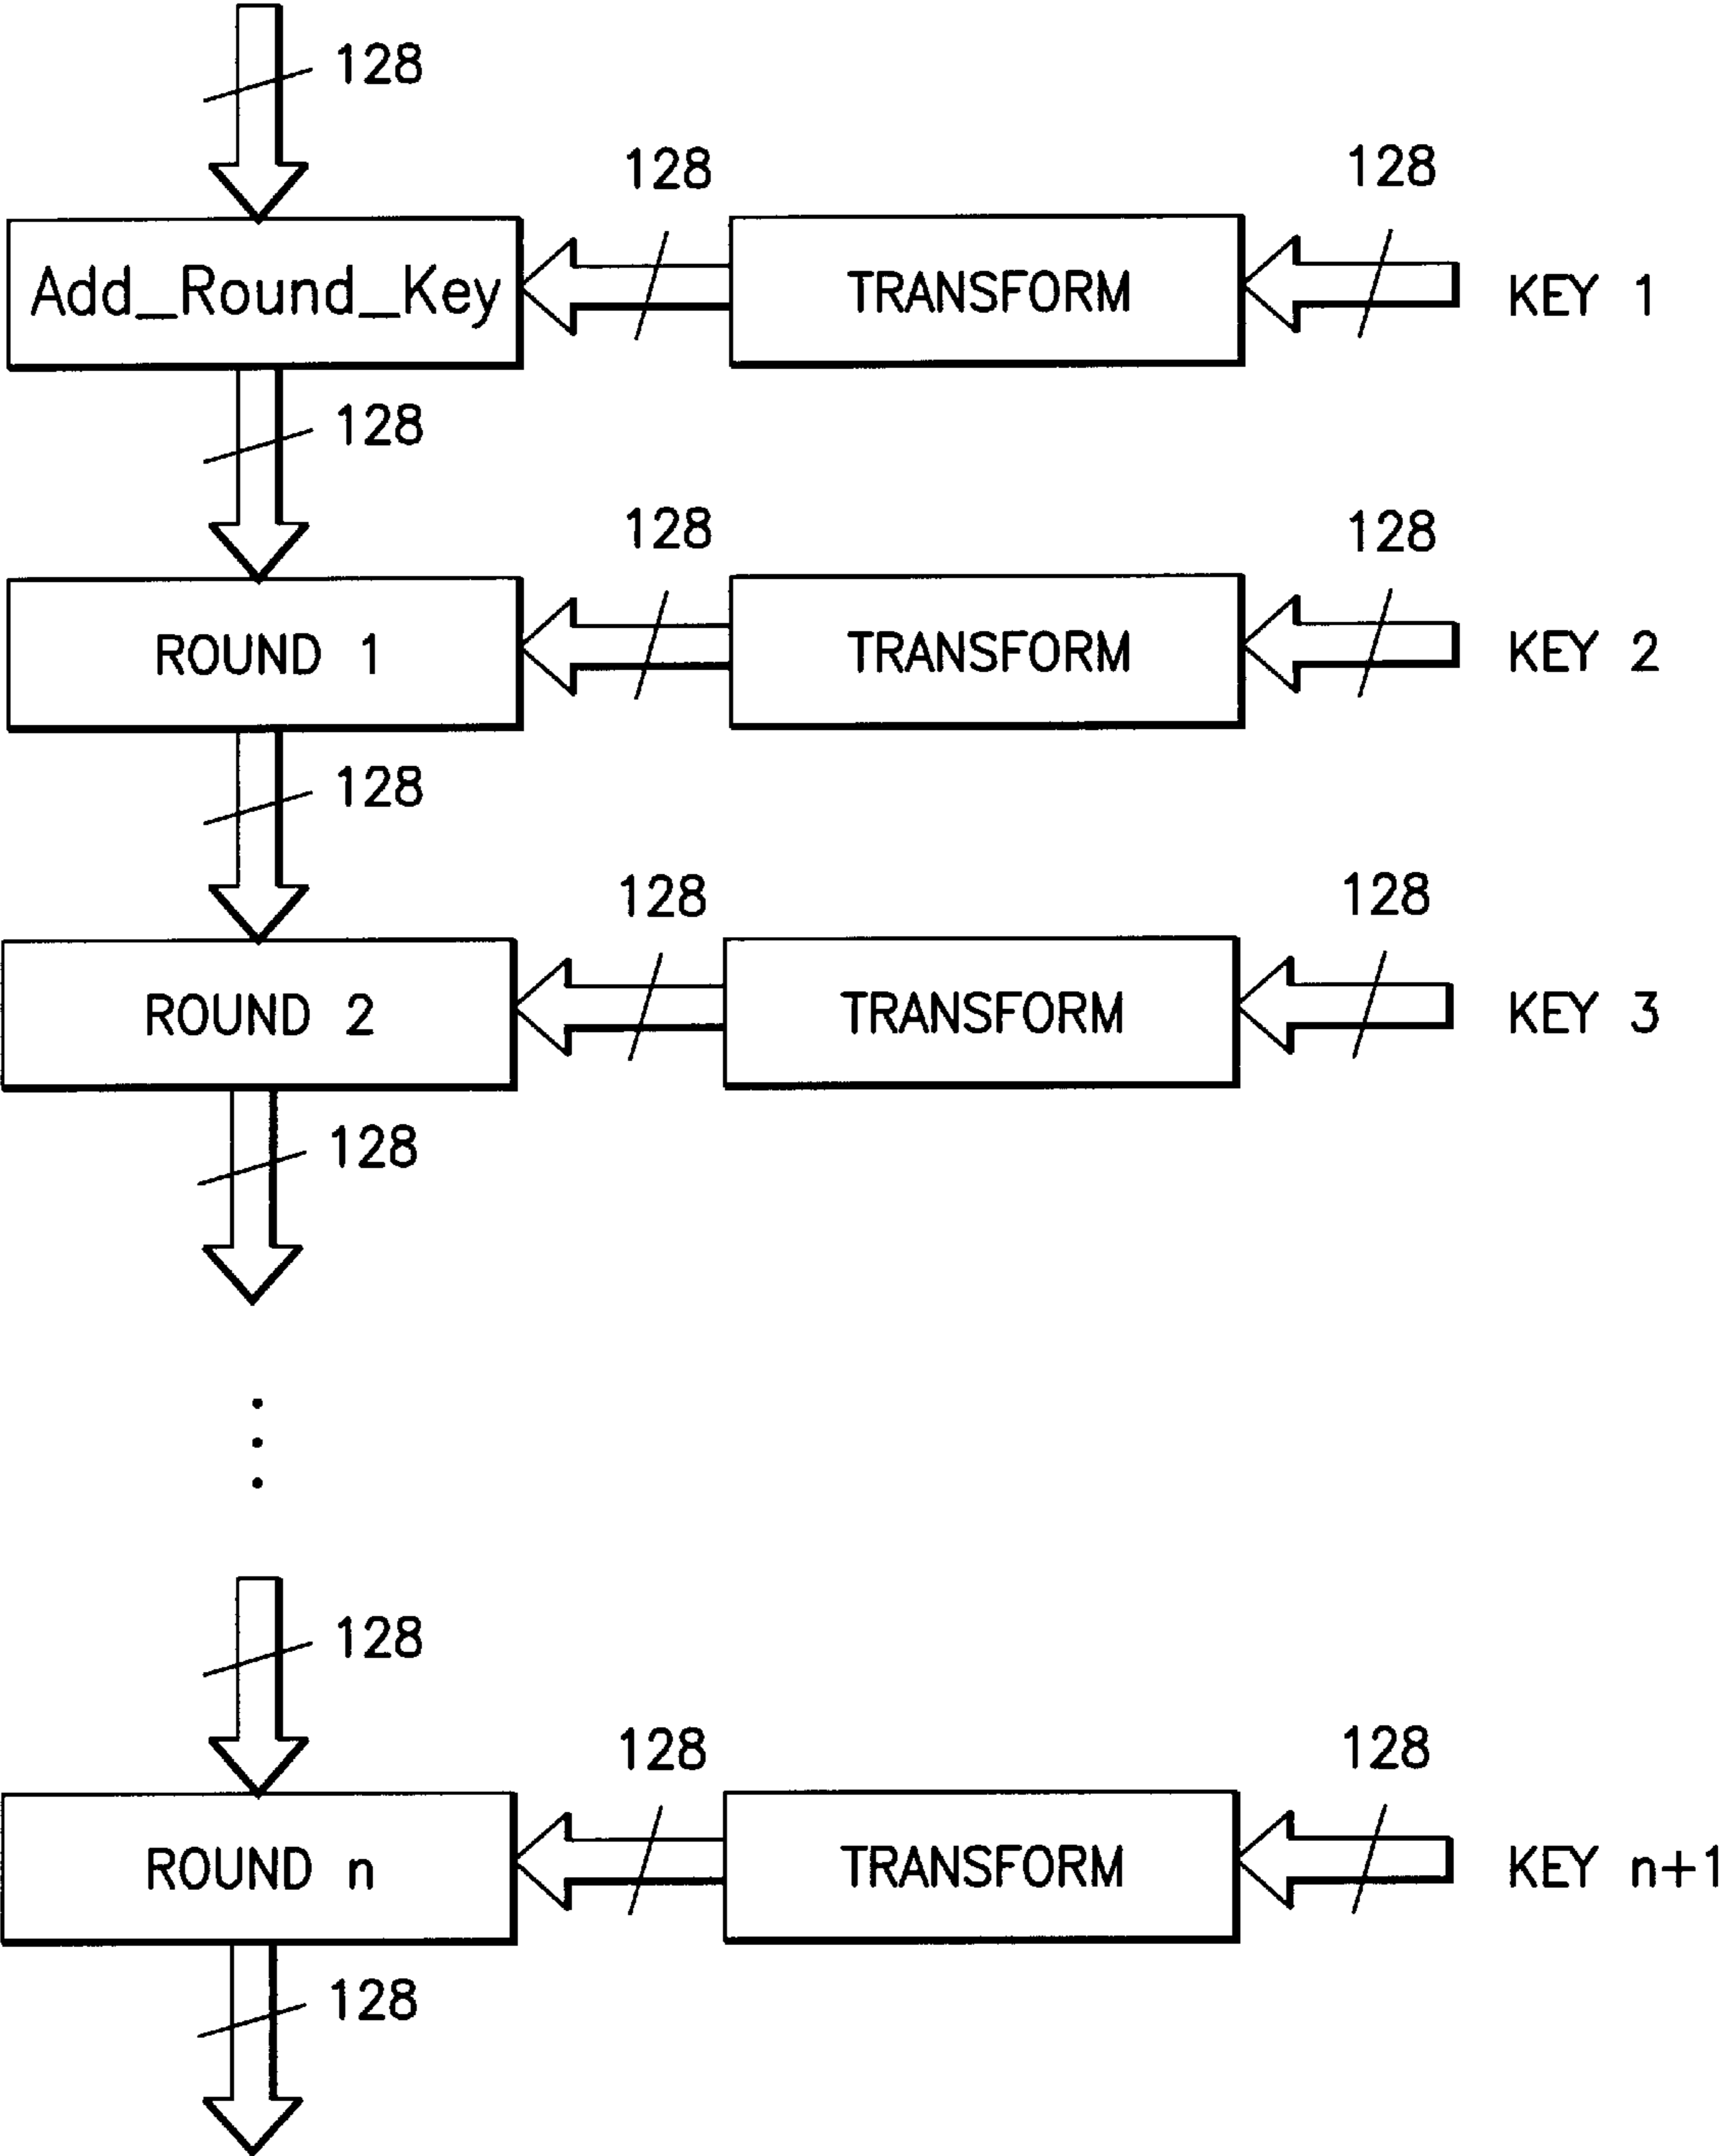 128
128 128
Add_Round_Key TRANSFORM KEY 1
128
128 128
ROUND 1 TRANSFORM KEY 2
128
128 128
ROUND 2 TRANSFORM KEY 3
128
128
128 128
ROUND n TRANSFORM KEY n+1
128